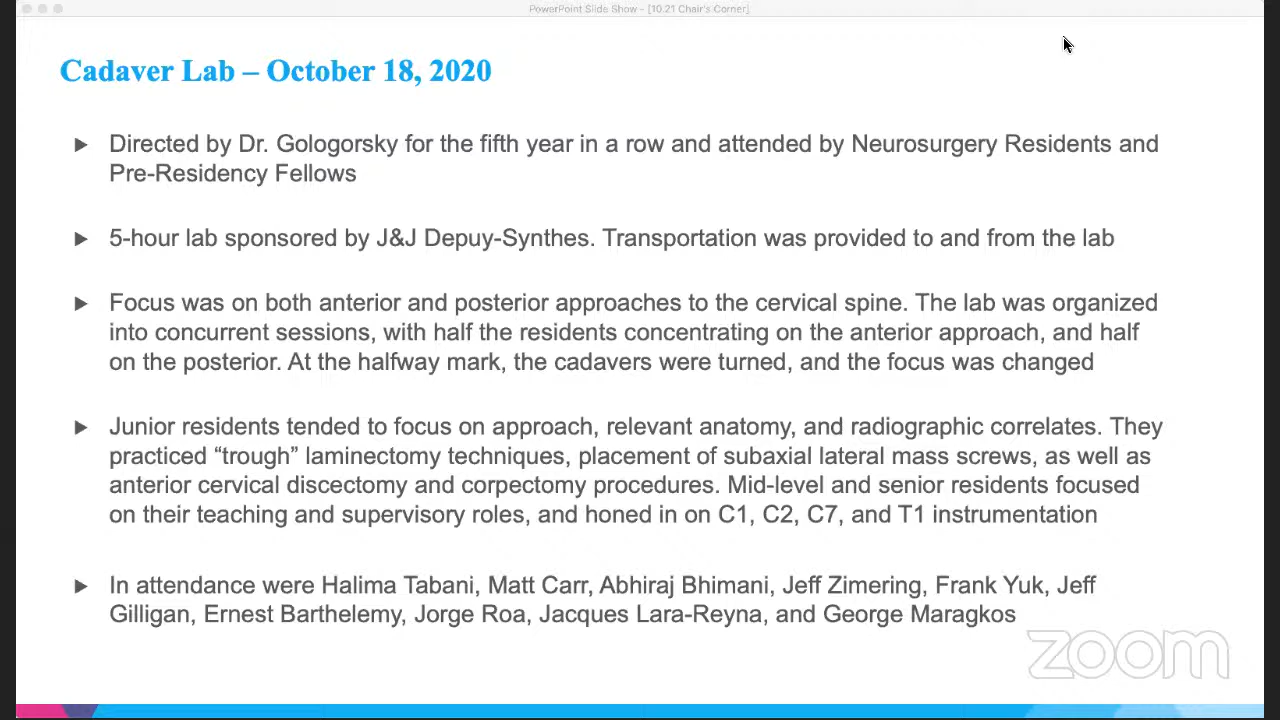 PowerPoint Slide Show - [10.21 Chair's Corner]
Cadaver Lab – October 18, 2020
Directed by Dr. Gologorsky for the fifth year in a row and attended by Neurosurgery Residents and
Pre-Residency Fellows
5-hour lab sponsored by J&J Depuy-Synthes. Transportation was provided to and from the lab
Focus was on both anterior and posterior approaches to the cervical spine. The lab was organized
into concurrent sessions, with half the residents concentrating on the anterior approach, and half
on the posterior. At the halfway mark, the cadavers were turned, and the focus was changed
Junior residents tended to focus on approach, relevant anatomy, and radiographic correlates. They
practiced “trough” laminectomy techniques, placement of subaxial lateral mass screws, as well as
anterior cervical discectomy and corpectomy procedures. Mid-level and senior residents focused
on their teaching and supervisory roles, and honed in on C1, C2, C7, and T1 instrumentation
In attendance were Halima Tabani, Matt Carr, Abhiraj Bhimani, Jeff Zimering, Frank Yuk, Jeff
Gilligan, Ernest Barthelemy, Jorge Roa, Jacques Lara-Reyna, and George Maragkos
zoom